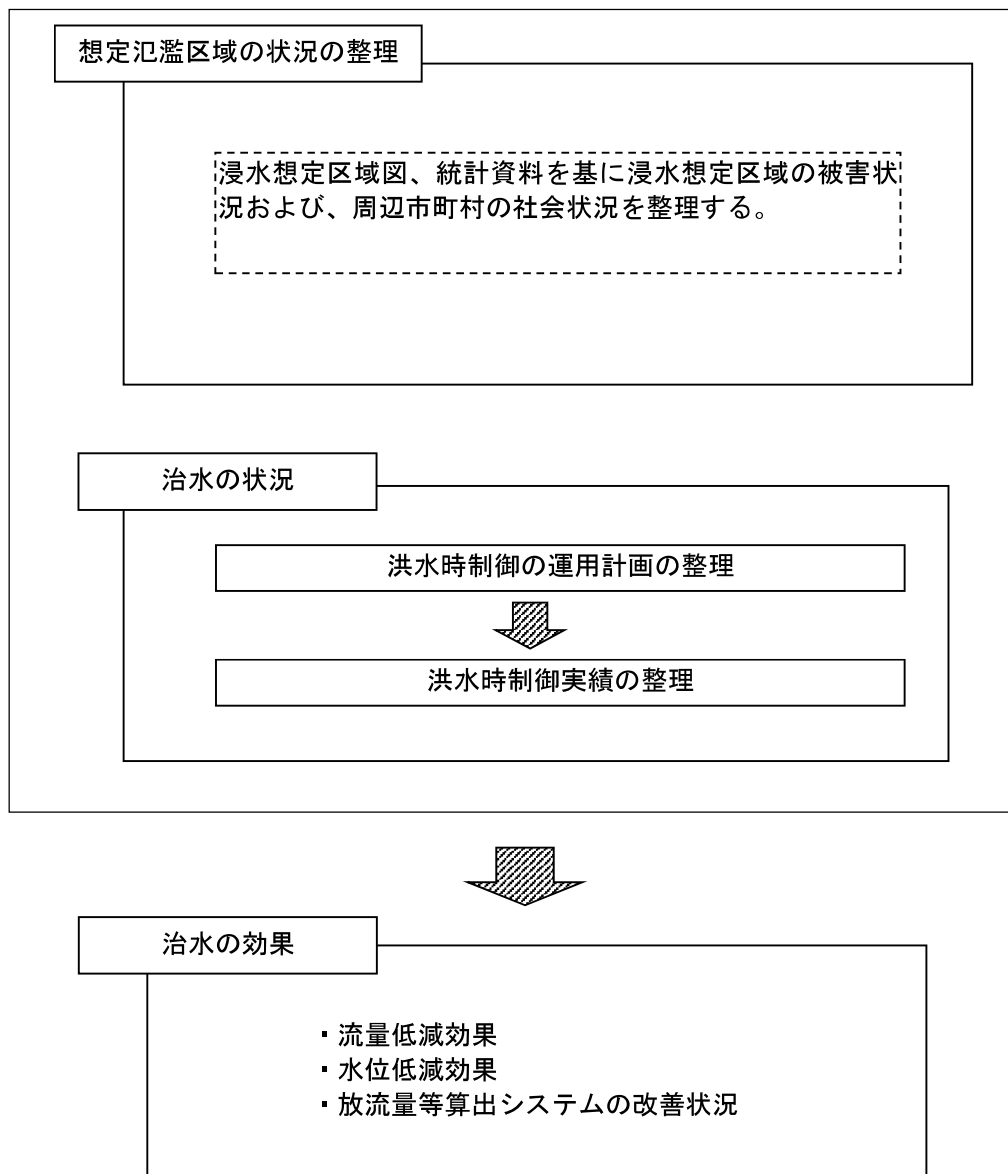 想定氾濫区域の状況の整理
浸水想定区域図、統計資料を基に浸水想定区域の被害状
況および、周辺市町村の社会状況を整理する。
治水の状況
洪水時制御の運用計画の整理
洪水時制御実績の整理
治水の効果
・流量低減効果
・水位低減効果
・放流量等算出システムの改善状況